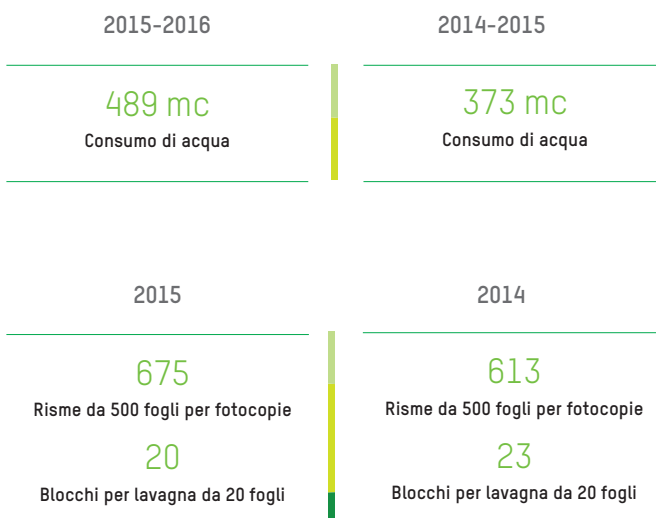 2015-2016
2014-2015
489 mc
Consumo di acqua
373 mc
Consumo di acqua
2015
2014
675
Risme da 500 fogli per fotocopie
20
Blocchi per lavagna da 20 fogli
613
Risme da 500 fogli per fotocopie
23
Blocchi per lavagna da 20 fogli